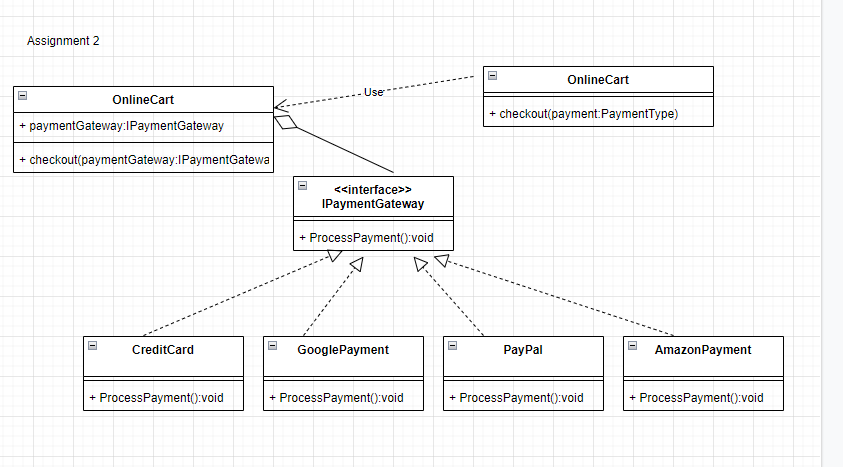 Assignment 2
OnlineCart
+ paymentGateway:IPaymentGateway
+ checkout(paymentGateway:IPaymentGatewa
Use
OnlineCart
+ checkout(payment:PaymentType)
<<interface>>
IPaymentGateway
+ ProcessPayment():void
CreditCard
+ ProcessPayment():void
GooglePayment
+ ProcessPayment():void
PayPal
+ ProcessPayment():void
AmazonPayment
+ ProcessPayment():void